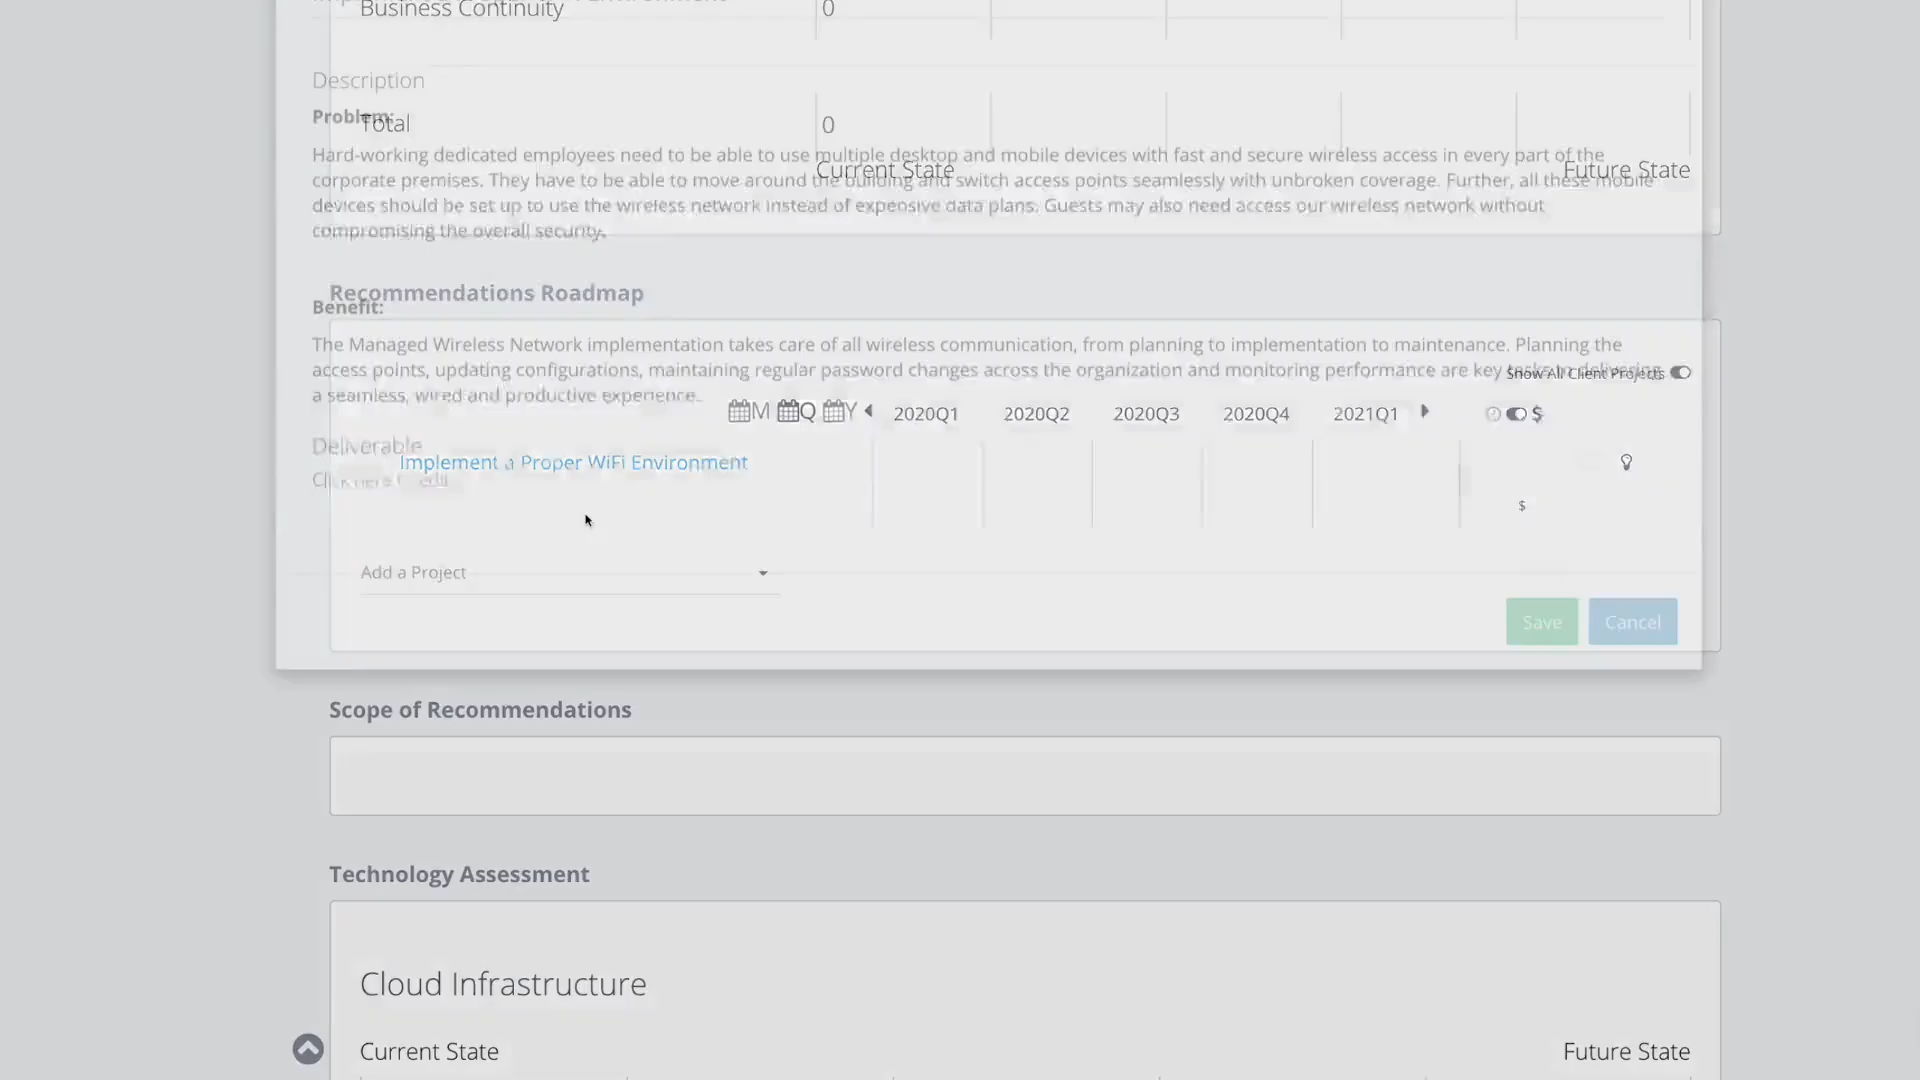 Business Continuity 0
Description
Problem:
Total 0
Hard-working dedicated employees need to be able to use multiple desktop and mobile devices with fast and secure wireless access in every part of the
Current State Future State
corporate premises. They have to be able to move around the building and switch access points seamlessly with unbroken coverage. Further, all these mobile
devices should be set up to use the wireless network instead of expensive data plans. Guests may also need access our wireless network without
compromising the overall security.
Recommendations Roadmap
Benefit:
The Managed Wireless Network implementation takes care of all wireless communication, from planning to implementation to maintenance. Planning the
access points, updating configurations, maintaining regular password changes across the organization and monitoring performance are key tasks to delivering
Show All Client Projects
a seamless, wired and productive experience.
M Q Y 2020Q1 2020Q2 2020Q3 2020Q4 2021Q1 $
Deliverable
Implement a Proper WiFi Environment
Click here to edit
$
Add a Project
Save Cancel
Scope of Recommendations
Technology Assessment
Cloud Infrastructure
Current State Future State